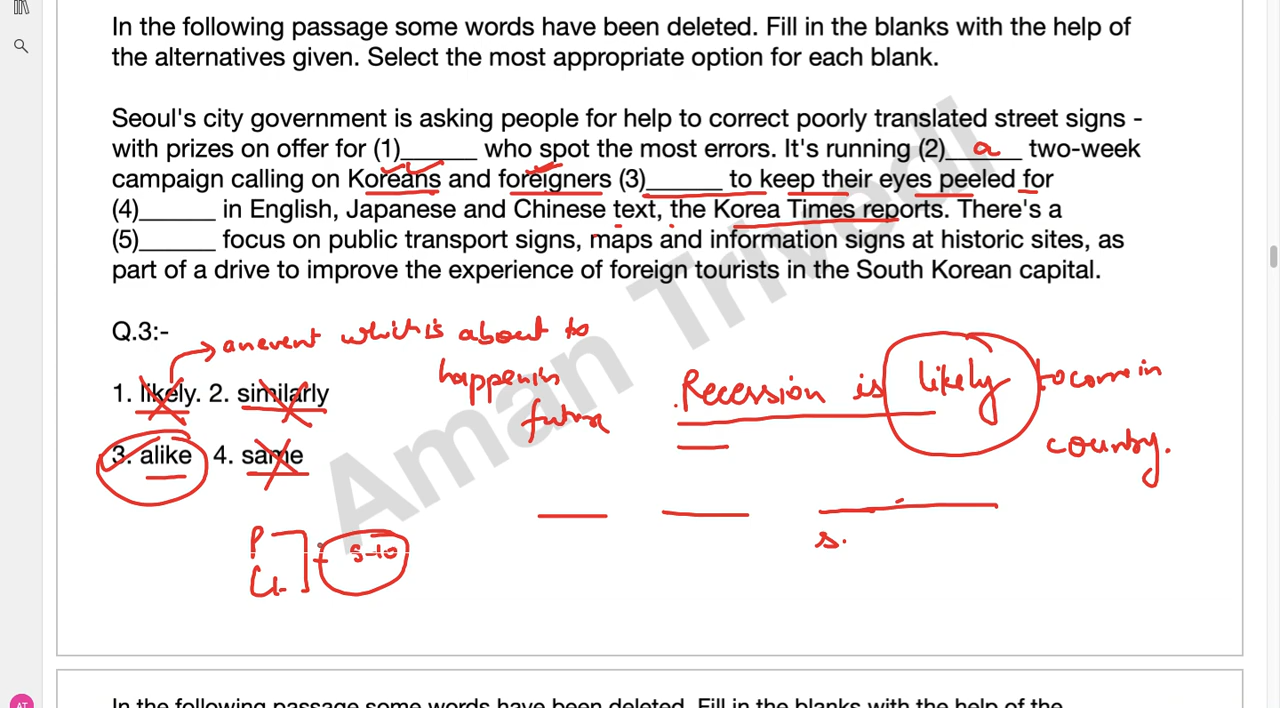 In the following passage some words have been deleted. Fill in the blanks with the help of
the alternatives given. Select the most appropriate option for each blank.
Seoul's city government is asking people for help to correct poorly translated street signs -
with prizes on offer for (1)______ who spot the most errors. It's running (2)__a__ two-week
campaign calling on Koreans and foreigners (3)______ to keep their eyes peeled for
(4)______ in English, Japanese and Chinese text, the Korea Times reports. There's a
(5)______ focus on public transport signs, maps and information signs at historic sites, as
part of a drive to improve the experience of foreign tourists in the South Korean capital.
Q.3:-
an event which is about to
happen in
future
1. likely. 2. similarly
Recession is likely to come in
country.
3. alike 4. same
s.
5-10
Aman Trivedi
AT
In the following passage some words have been deleted. Fill in the blanks with the help of the